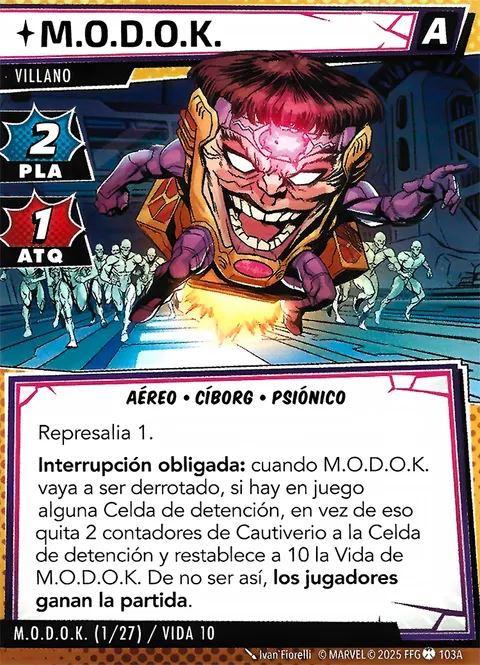 M.O.D.O.K.
A
VILLANO
2
PLA
1
ATQ
AÉREO • CÍBORG • PSIÓNICO
Represalia 1.
Interrupción obligada: cuando M.O.D.O.K.
vaya a ser derrotado, si hay en juego
alguna Celda de detención, en vez de eso
quita 2 contadores de Cautiverio a la Celda
de detención y restablece a 10 la Vida de
M.O.D.O.K. De no ser así, los jugadores
ganan la partida.
M.O.D.O.K. (1/27) / VIDA 10
Ivan Fiorelli © MARVEL © 2025 FFG 103A